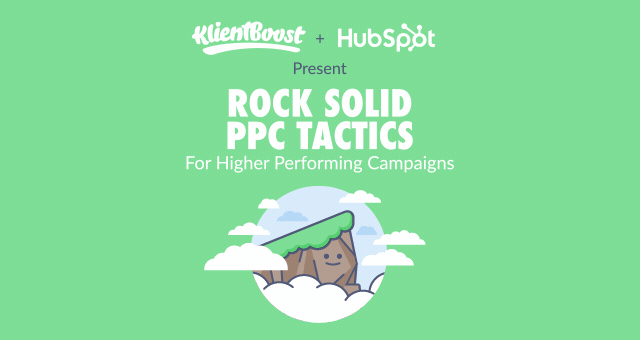 KlientBoost + HubSpot
Present
ROCK SOLID
PPC TACTICS
For Higher Performing Campaigns